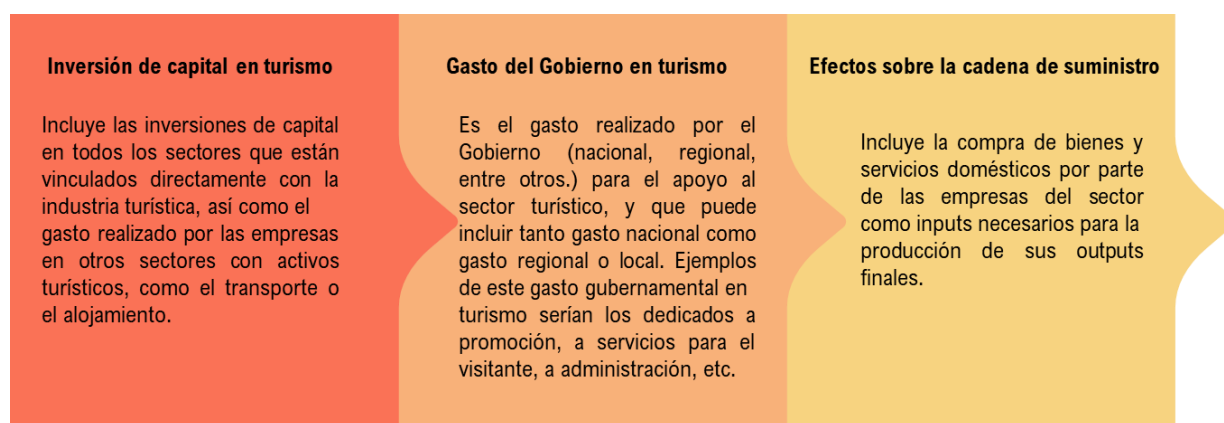 Inversión de capital en turismo
Incluye las inversiones de capital
en todos los sectores que están
vinculados directamente con la
industria turística, así como el
gasto realizado por las empresas
en otros sectores con activos
turísticos, como el transporte o
el alojamiento.
Gasto del Gobierno en turismo
Es el gasto realizado por el
Gobierno (nacional, regional,
entre otros.) para el apoyo al
sector turístico, y que puede
incluir tanto gasto nacional como
gasto regional o local. Ejemplos
de este gasto gubernamental en
turismo serían los dedicados a
promoción, a servicios para el
visitante, a administración, etc.
Efectos sobre la cadena de suministro
Incluye la compra de bienes y
servicios domésticos por parte
de las empresas del sector
como inputs necesarios para la
producción de sus outputs
finales.